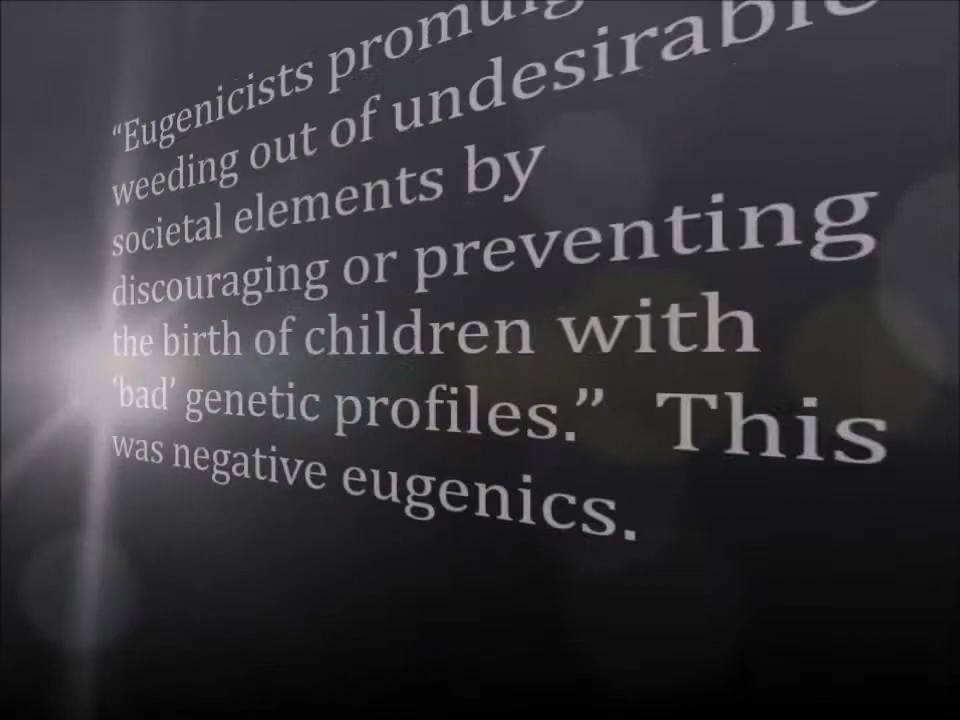 “Eugenicists
weeding out of undesirable
societal elements by
discouraging or preventing
the birth of children with
‘bad’ genetic profiles.”  This
was negative eugenics.